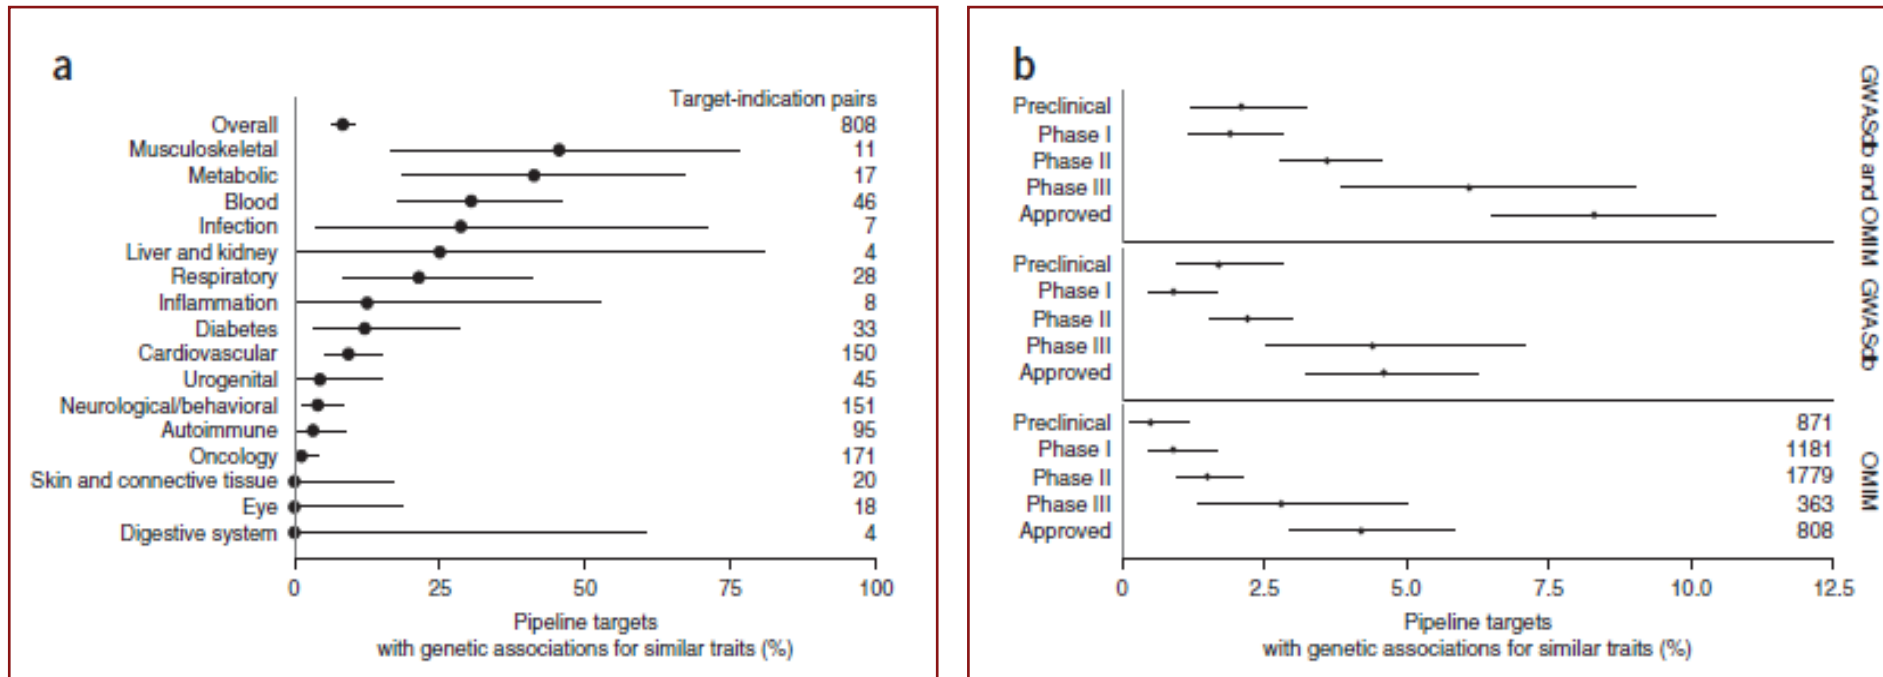 a
Target-indication pairs
Overall 808
Musculoskeletal 11
Metabolic 17
Blood 46
Infection 7
Liver and kidney 4
Respiratory 28
Inflammation 8
Diabetes 33
Cardiovascular 150
Urogenital 45
Neurological/behavioral 151
Autoimmune 95
Oncology 171
Skin and connective tissue 20
Eye 18
Digestive system 4
0 25 50 75 100
Pipeline targets
with genetic associations for similar traits (%)
b
Preclinical
Phase I
Phase II
Phase III
Approved
GWASdb and OMIM
Preclinical
Phase I
Phase II
Phase III
Approved
GWASdb
Preclinical 871
Phase I 1181
Phase II 1779
Phase III 363
Approved 808
OMIM
0 2.5 5.0 7.5 10.0 12.5
Pipeline targets
with genetic associations for similar traits (%)